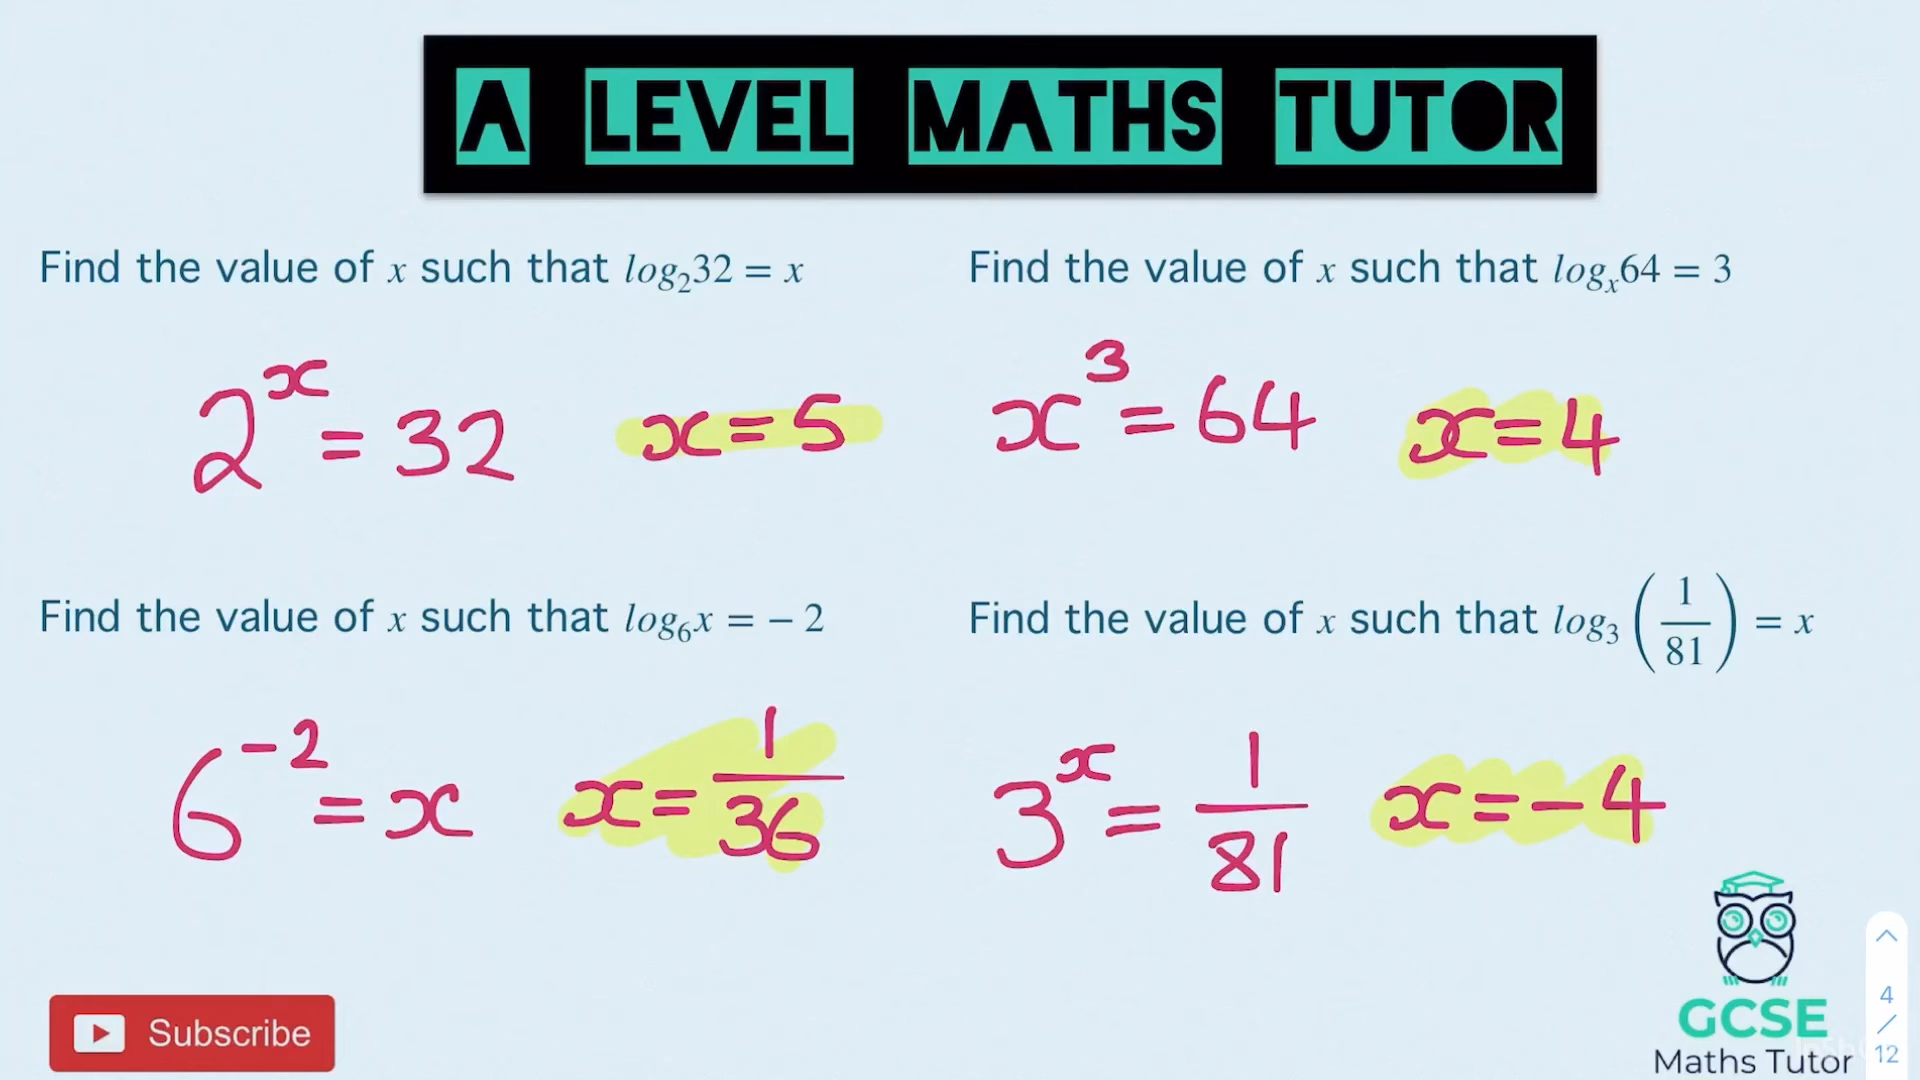 A LEVEL MATHS TUTOR
Find the value of x such that log₂32 = x
2ˣ = 32 x = 5
Find the value of x such that logₓ64 = 3
x³ = 64 x = 4
Find the value of x such that log₆x = − 2
6⁻² = x x = 1/36
Find the value of x such that log₃(1/81) = x
3ˣ = 1/81 x = −4
Subscribe
GCSE
Maths Tutor
4
/
12